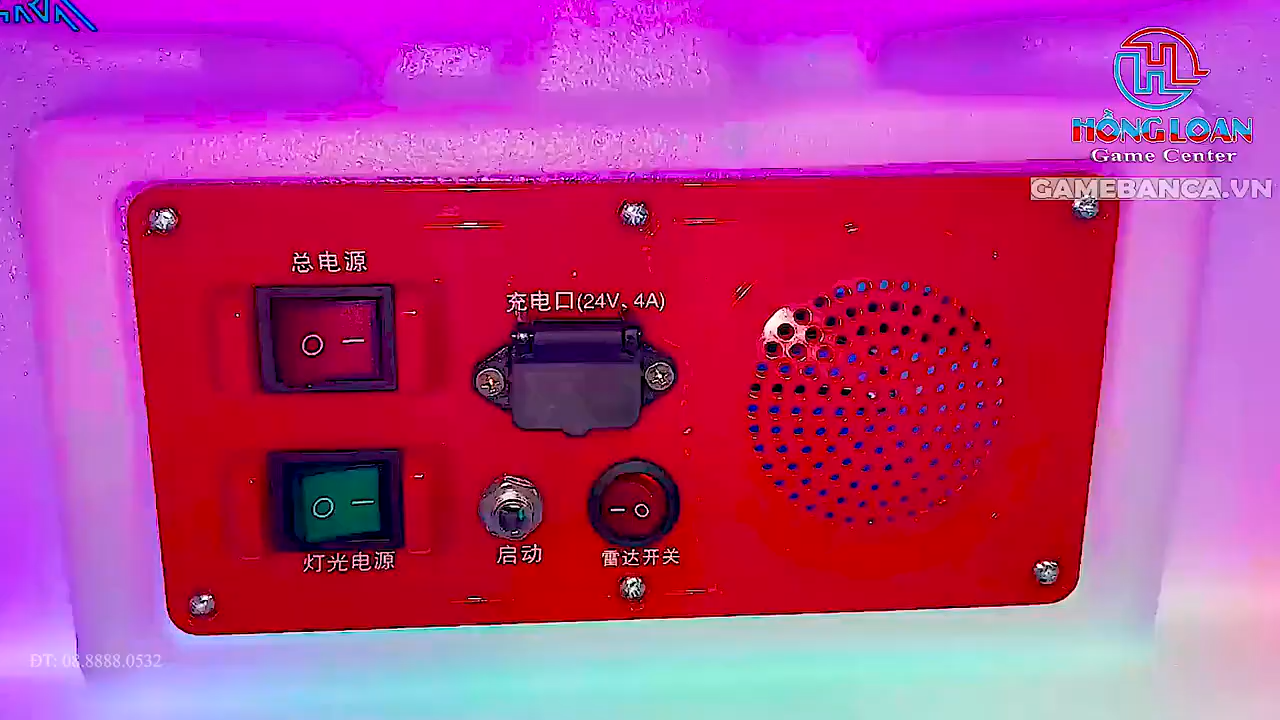 HỒNG LOAN
Game Center
GAMEBANCA.VN
总电源
充电口(24V、4A)
灯光电源
启动
雷达开关
ĐT: 08.8888.0532